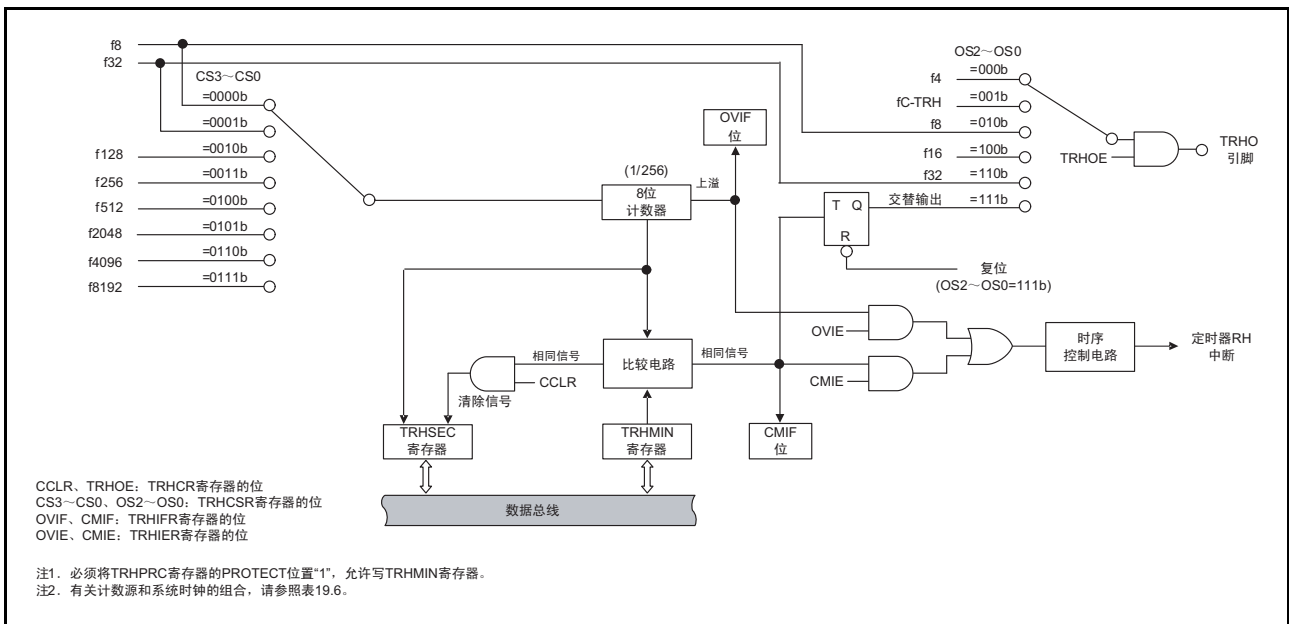 f8
f32
CS3～CS0
=0000b
=0001b
f128 =0010b
f256 =0011b
f512 =0100b
f2048 =0101b
f4096 =0110b
f8192 =0111b
(1/256)
8位
计数器
上溢
OVIF
位
OS2～OS0
f4 =000b
fC-TRH =001b
f8 =010b
f16 =100b
f32 =110b
交替输出 =111b
TRHOE
TRHO
引脚
T Q
R
复位
(OS2～OS0=111b)
OVIE
CMIE
时序
控制电路
定时器RH
中断
相同信号
CCLR
清除信号
比较电路
相同信号
TRHSEC
寄存器
TRHMIN
寄存器
CMIF
位
数据总线
CCLR、TRHOE：TRHCR寄存器的位
CS3～CS0、OS2～OS0：TRHCSR寄存器的位
OVIF、CMIF：TRHIFR寄存器的位
OVIE、CMIE：TRHIER寄存器的位
注1．必须将TRHPRC寄存器的PROTECT位置“1”，允许写TRHMIN寄存器。
注2．有关计数源和系统时钟的组合，请参照表19.6。